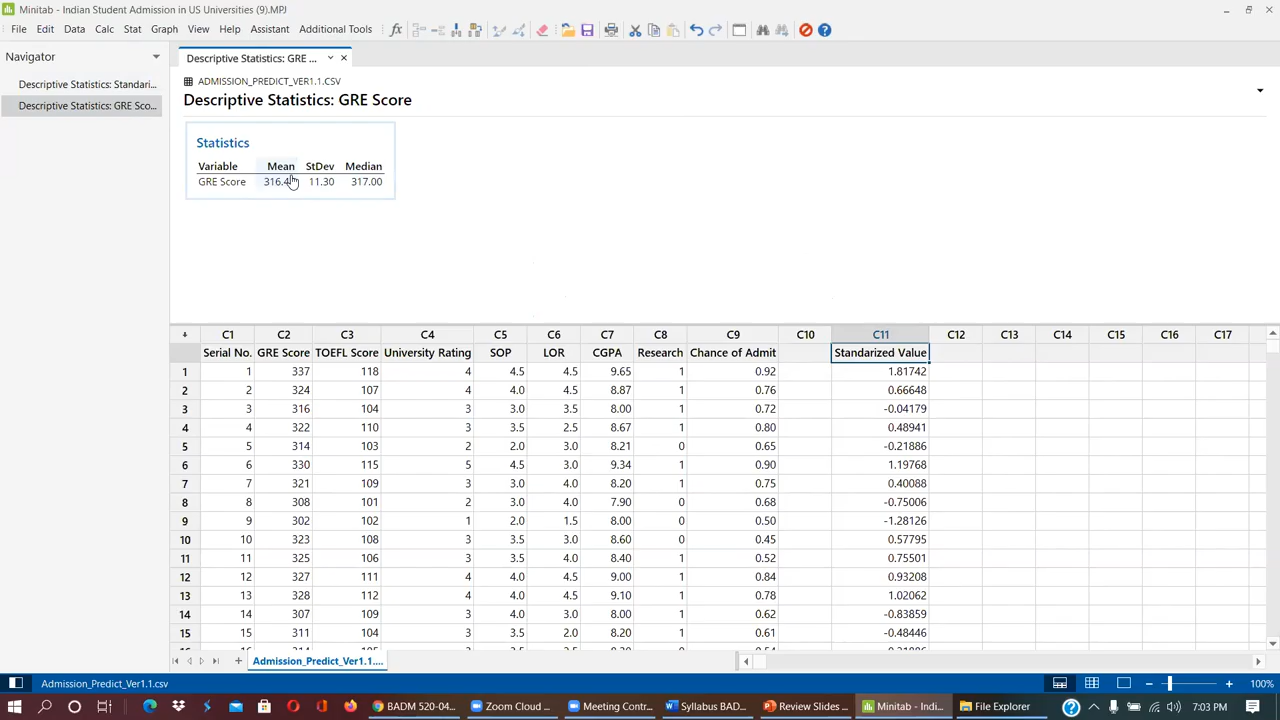 Minitab - Indian Student Admission in US Universities (9).MPJ
File Edit Data Calc Stat Graph View Help Assistant Additional Tools
Navigator
Descriptive Statistics: Standari...
Descriptive Statistics: GRE Sco...
Descriptive Statistics: GRE ...
ADMISSION_PREDICT_VER1.1.CSV
Descriptive Statistics: GRE Score
Statistics
Variable Mean StDev Median
GRE Score 11.30 317.00
+ C1 C2 C3 C4 C5 C6 C7 C8 C9 C10 C11 C12 C13 C14 C15 C16 C17
Serial No. GRE Score TOEFL Score University Rating SOP LOR CGPA Research Chance of Admit Standarized Value
1 1 337 118 4 4.5 4.5 9.65 1 0.92 1.81742
2 2 324 107 4 4.0 4.5 8.87 1 0.76 0.66648
3 3 316 104 3 3.0 3.5 8.00 1 0.72 -0.04179
4 4 322 110 3 3.5 2.5 8.67 1 0.80 0.48941
5 5 314 103 2 2.0 3.0 8.21 0 0.65 -0.21886
6 6 330 115 5 4.5 3.0 9.34 1 0.90 1.19768
7 7 321 109 3 3.0 4.0 8.20 1 0.75 0.40088
8 8 308 101 2 3.0 4.0 7.90 0 0.68 -0.75006
9 9 302 102 1 2.0 1.5 8.00 0 0.50 -1.28126
10 10 323 108 3 3.5 3.0 8.60 0 0.45 0.57795
11 11 325 106 3 3.5 4.0 8.40 1 0.52 0.75501
12 12 327 111 4 4.0 4.5 9.00 1 0.84 0.93208
13 13 328 112 4 4.0 4.5 9.10 1 0.78 1.02062
14 14 307 109 3 4.0 3.0 8.00 1 0.62 -0.83859
15 15 311 104 3 3.5 2.0 8.20 1 0.61 -0.48446
Admission_Predict_Ver1.1....
Admission_Predict_Ver1.1.csv
100%
BADM 520-04... Zoom Cloud ... Meeting Contr... Syllabus BAD... Review Slides ... Minitab - Indi... File Explorer 7:03 PM